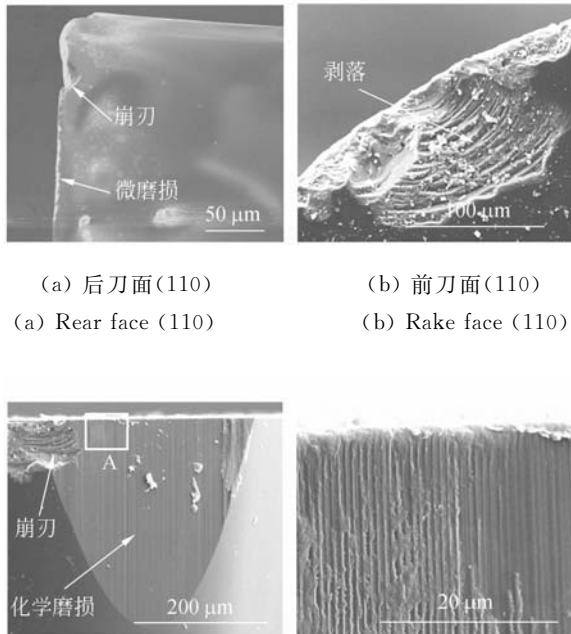 崩刃
微磨损
50 μm
剥落
100 μm
(a) 后刀面(110)
(b) 前刀面(110)
(a) Rear face (110)
(b) Rake face (110)
A
崩刃
化学磨损
200 μm
20 μm